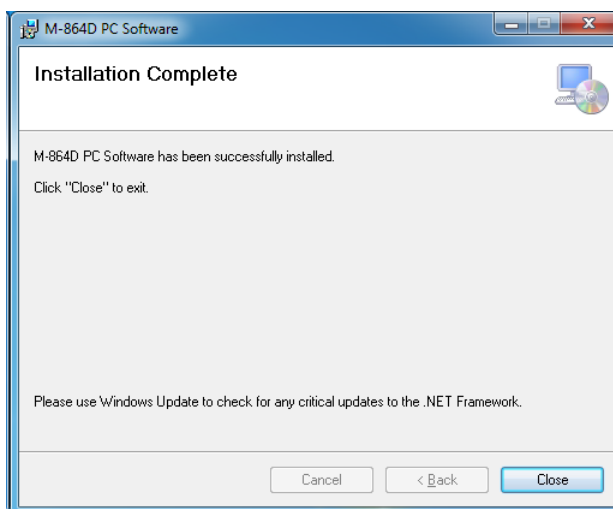 M-864D PC Software
Installation Complete
M-864D PC Software has been successfully installed.
Click "Close" to exit.
Please use Windows Update to check for any critical updates to the .NET Framework.
Cancel
< Back
Close